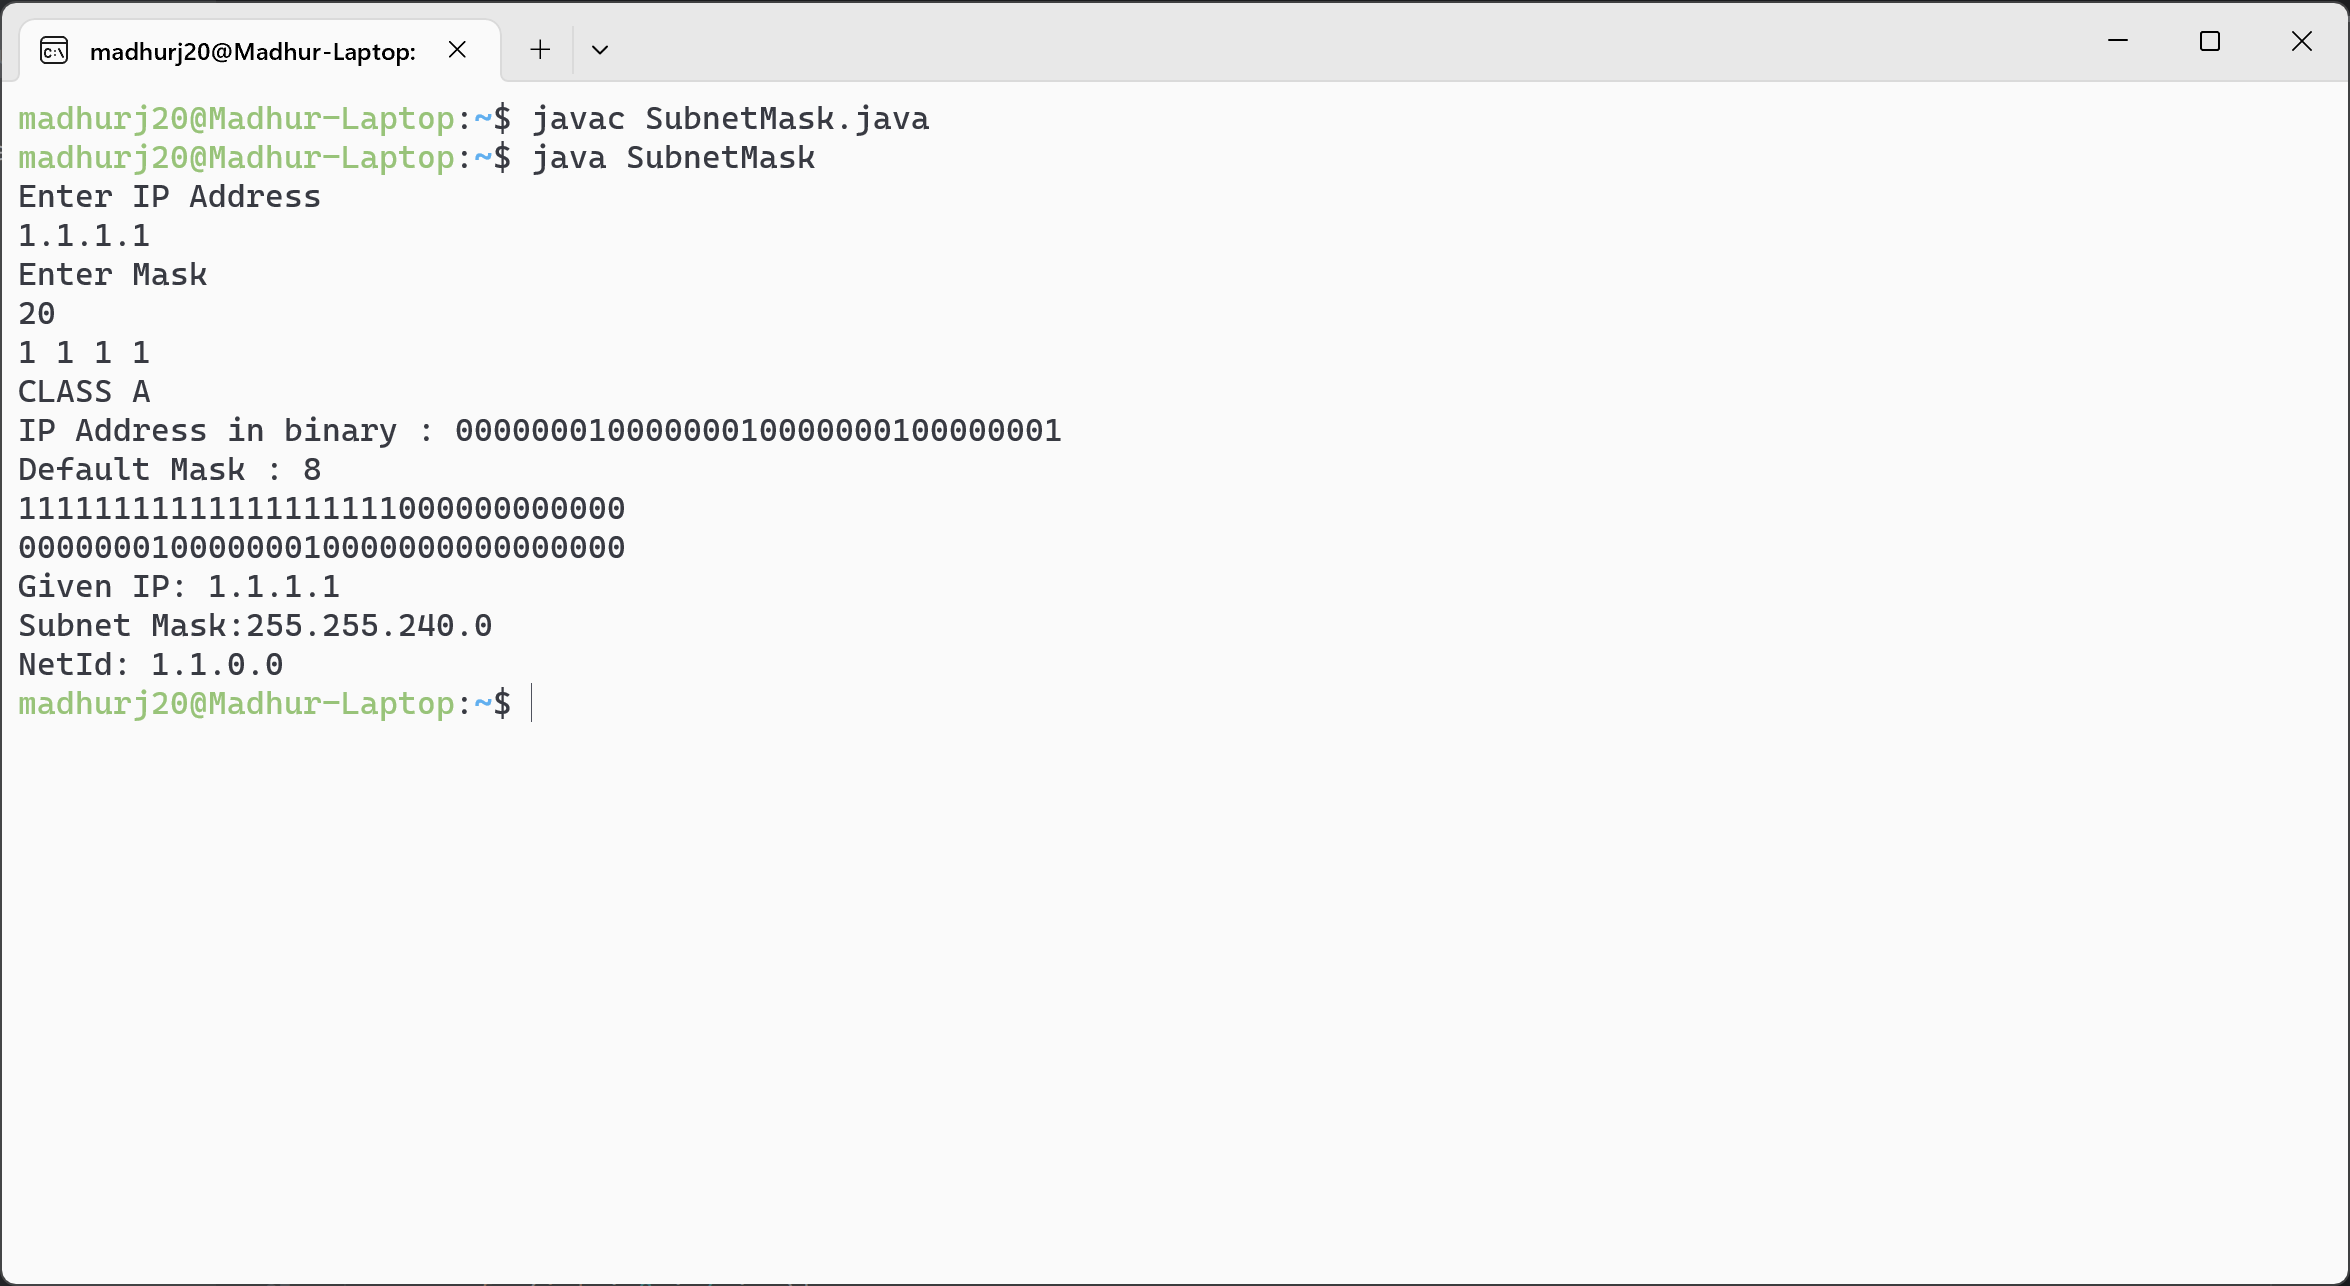 madhurj20@Madhur-Laptop:
madhurj20@Madhur-Laptop:~$ javac SubnetMask.java
madhurj20@Madhur-Laptop:~$ java SubnetMask
Enter IP Address
1.1.1.1
Enter Mask
20
1 1 1 1
CLASS A
IP Address in binary : 00000001000000010000000100000001
Default Mask : 8
11111111111111111111000000000000
00000001000000010000000000000000
Given IP: 1.1.1.1
Subnet Mask:255.255.240.0
NetId: 1.1.0.0
madhurj20@Madhur-Laptop:~$